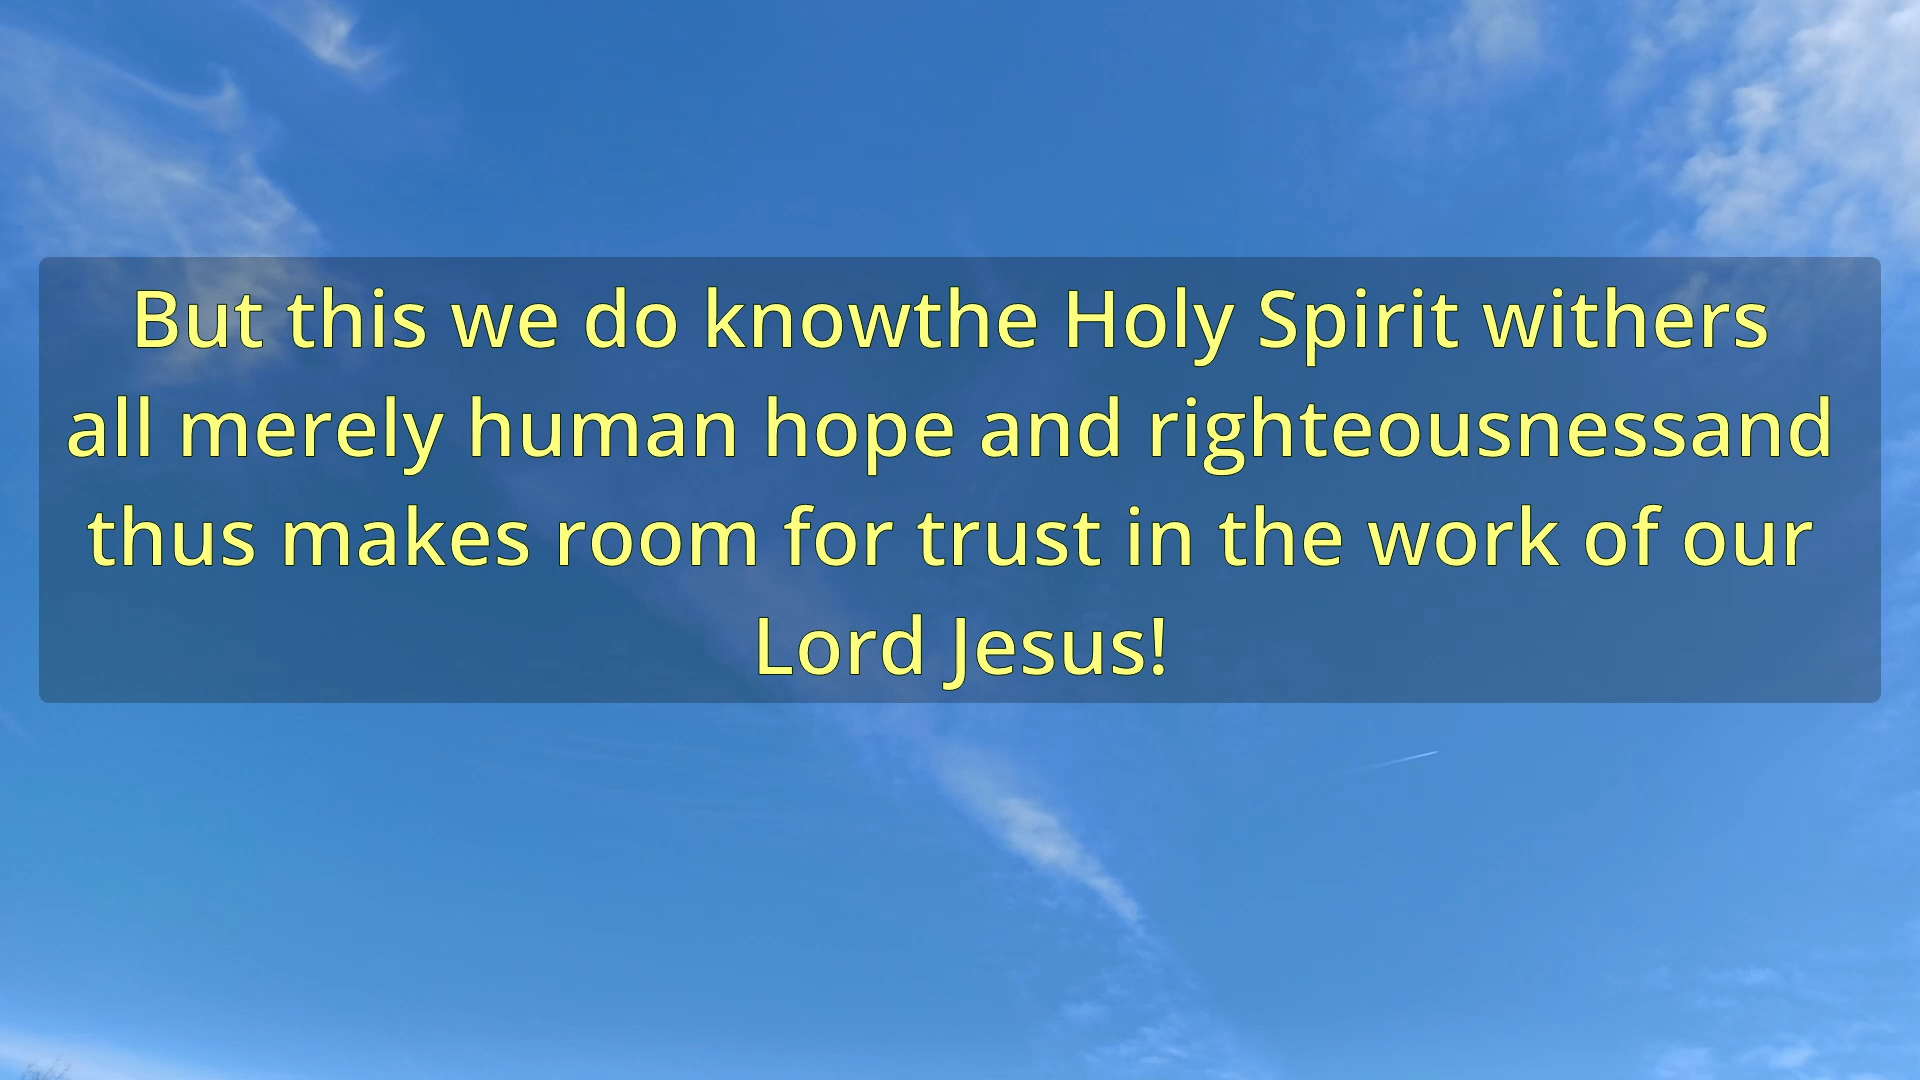 But this we do knowthe Holy Spirit withers
all merely human hope and righteousnessand
thus makes room for trust in the work of our
Lord Jesus!